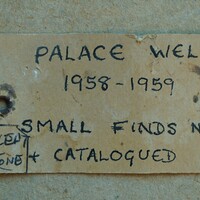 PALACE WEL
1958-1959
SMALL FINDS N
+ CATALOGUED